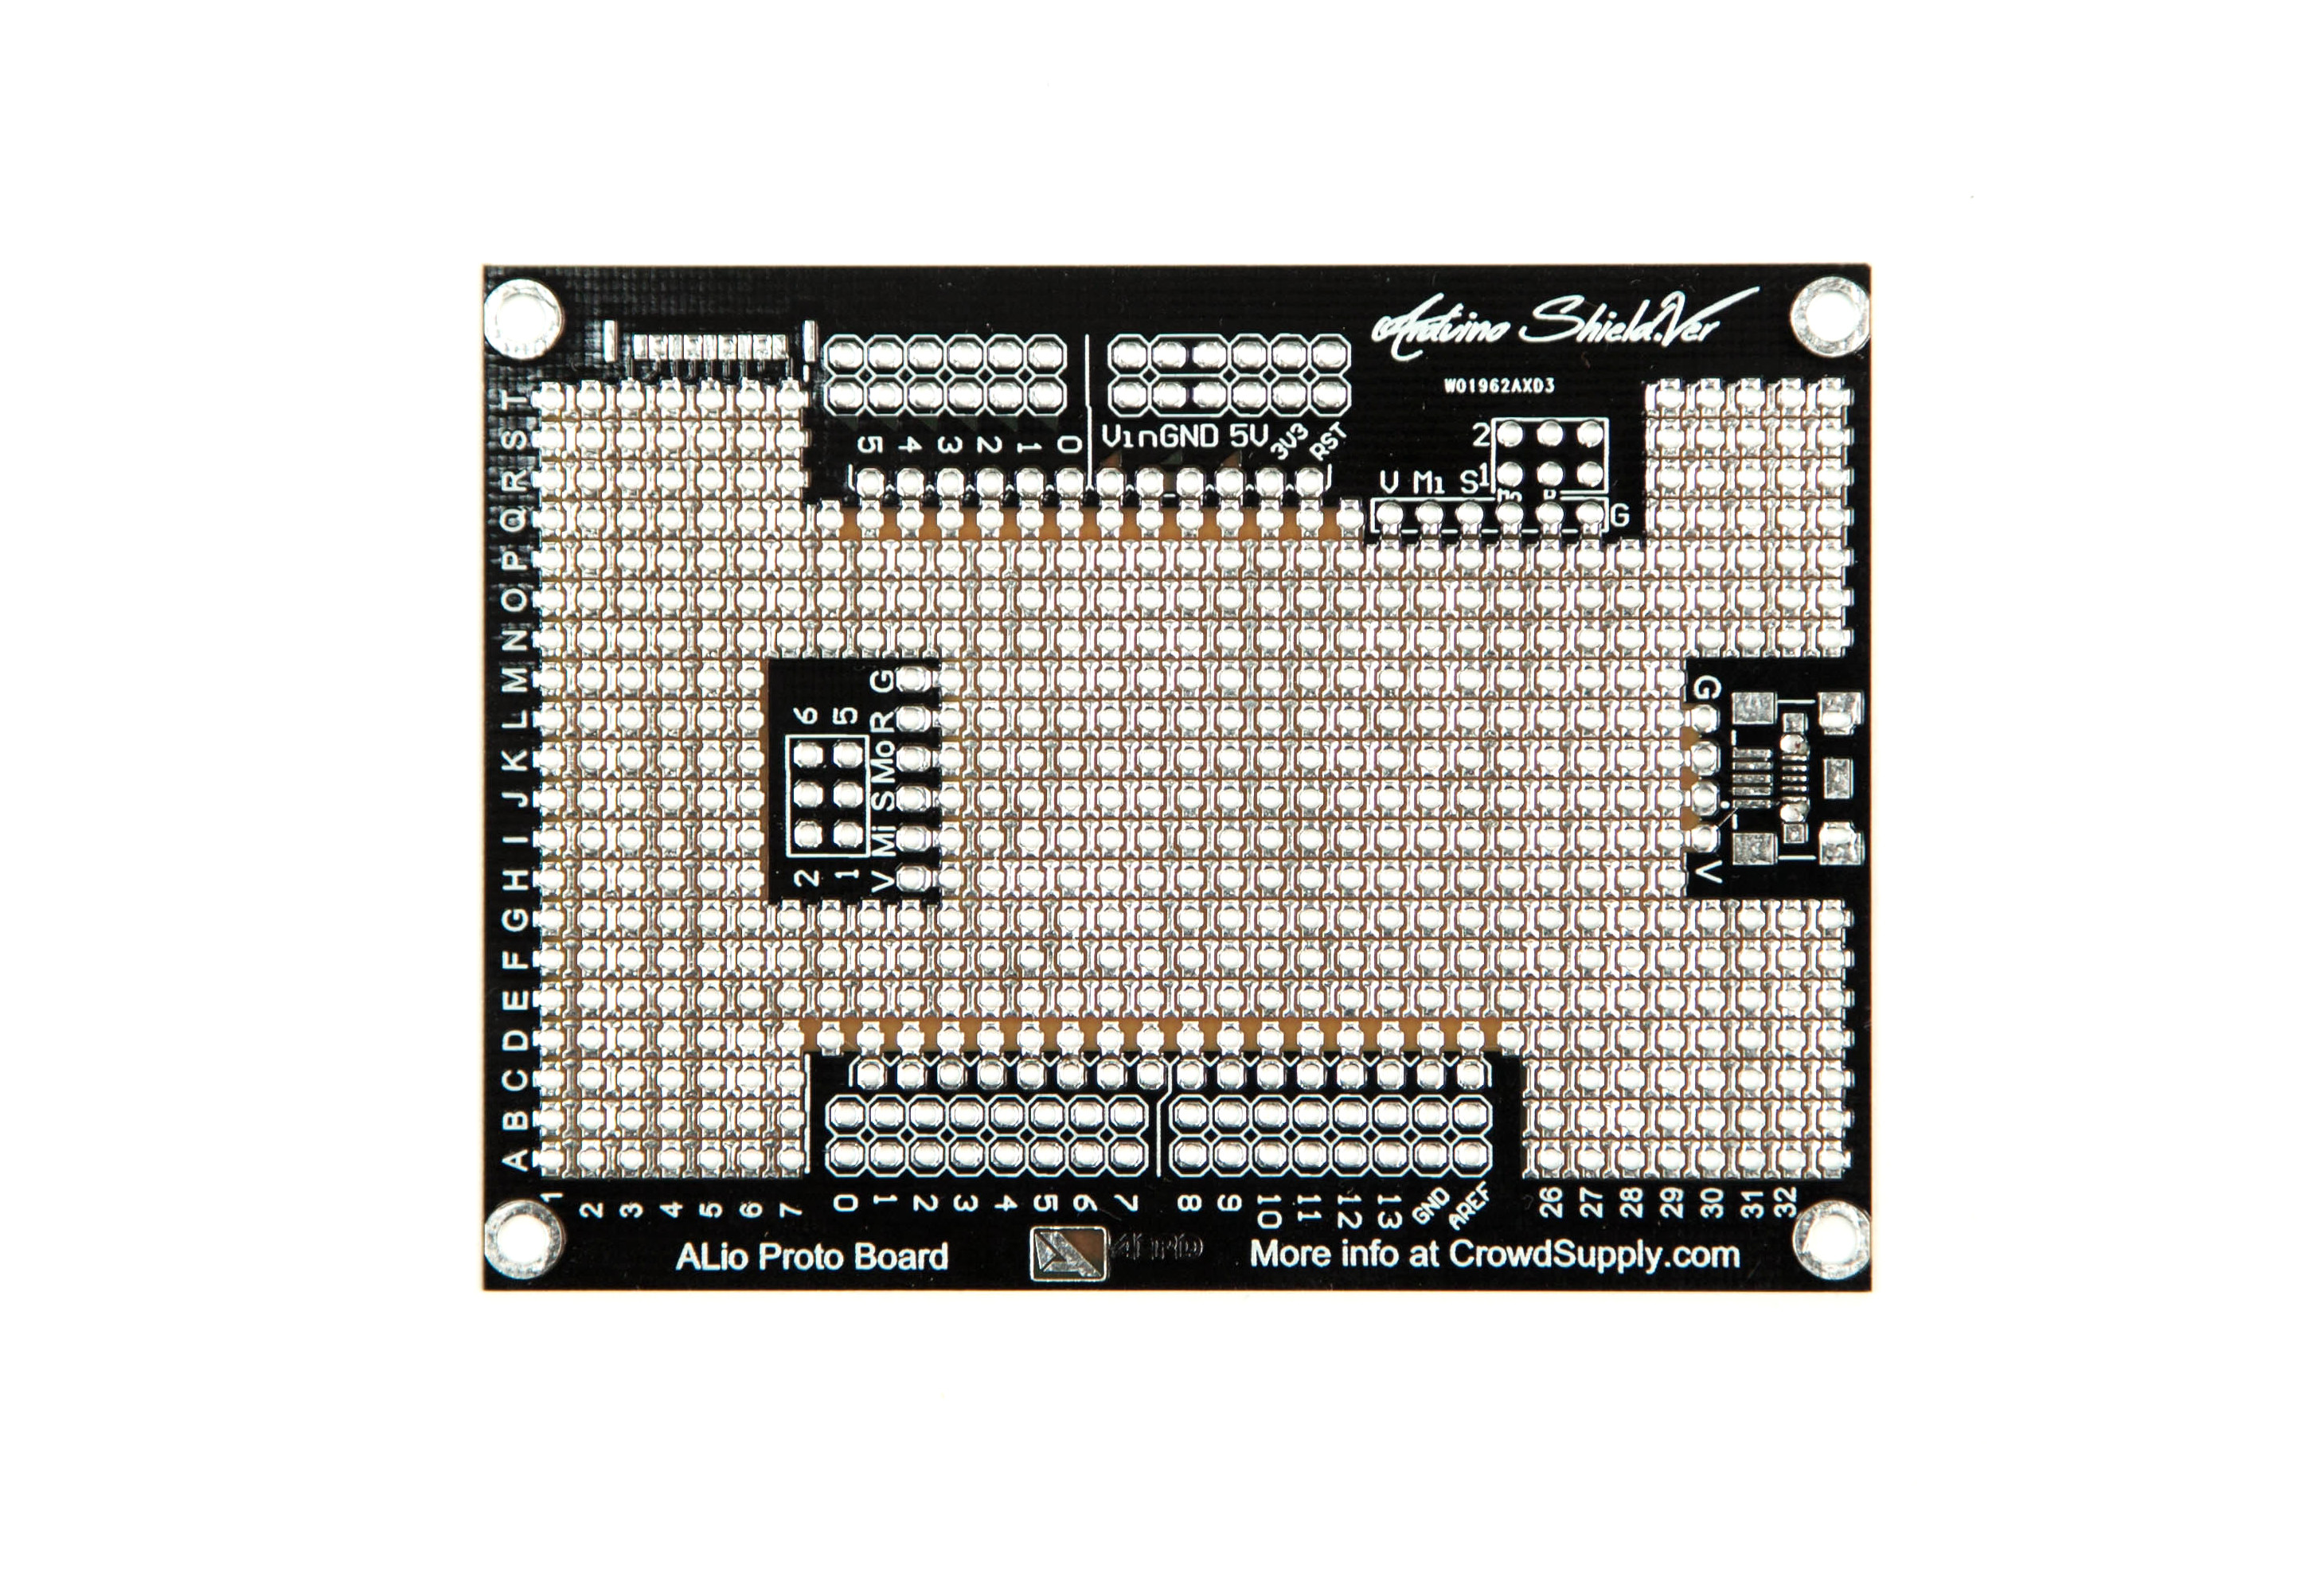 Arduino Shield.Ver
W01962AXD3
5 4 3 2 1 0 Vin GND 5V 3V3 RST
2
1
V Mi S
G
T
S
R
Q
P
O
N
M
L
K
J
I
H
G
F
E
D
C
B
A
6 5
G
R
Mo
S
Mi
V
2 1
G
V
1 2 3 4 5 6 7
0 1 2 3 4 5 6 7 8 9 10 11 12 13 GND AREF
26 27 28 29 30 31 32
ALio Proto Board
More info at CrowdSupply.com